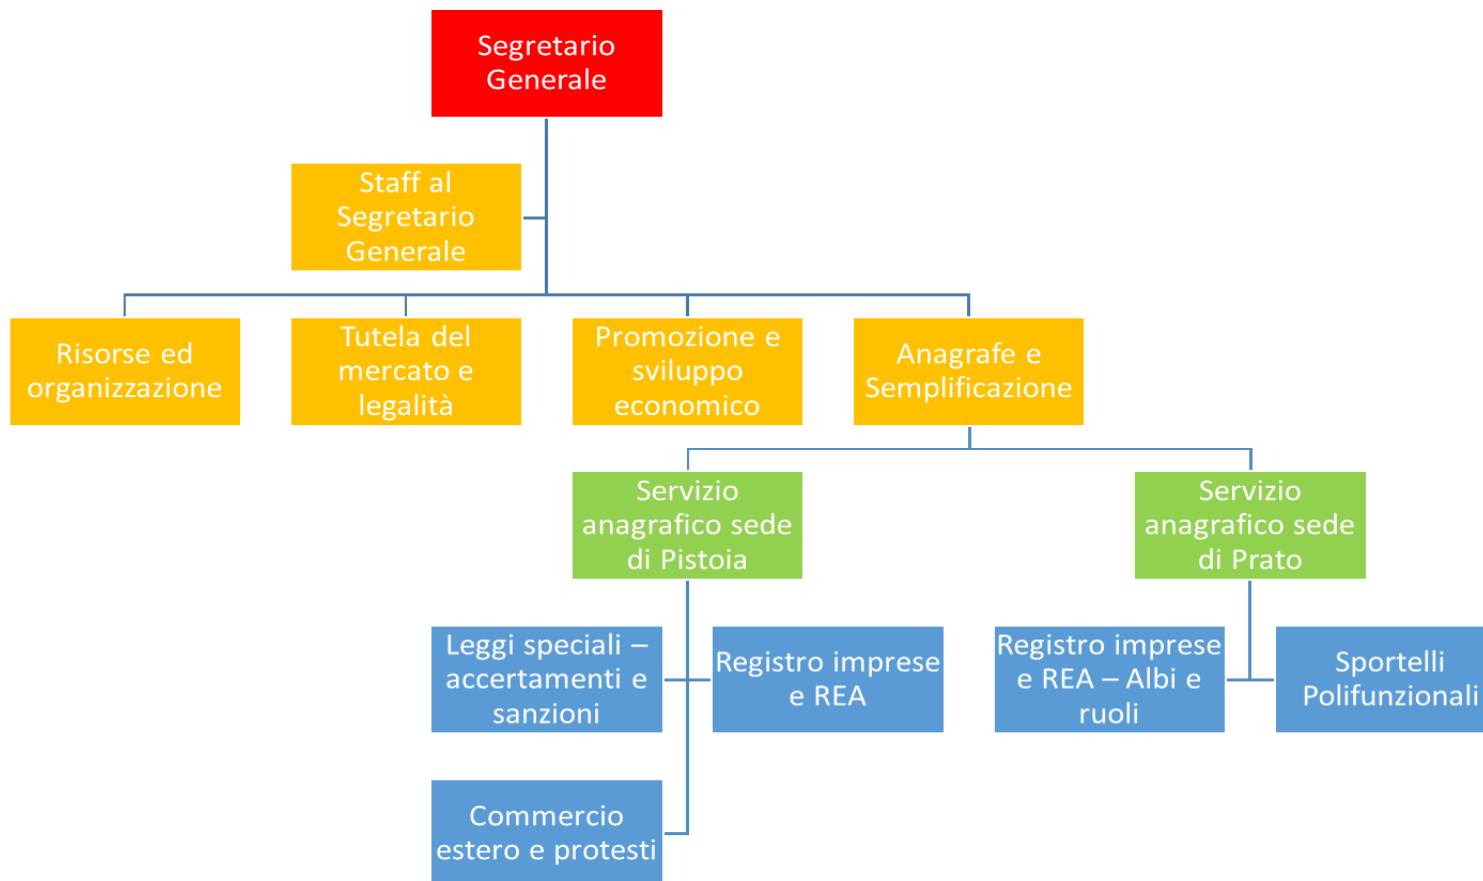 Segretario
Generale
Staff al
Segretario
Generale
Risorse ed
organizzazione
Tutela del
mercato e
legalità
Promozione e
sviluppo
economico
Anagrafe e
Semplificazione
Servizio
anagrafico sede
di Pistoia
Servizio
anagrafico sede
di Prato
Leggi speciali –
accertamenti e
sanzioni
Registro imprese
e REA
Registro imprese
e REA – Albi e
ruoli
Sportelli
Polifunzionali
Commercio
estero e protesti